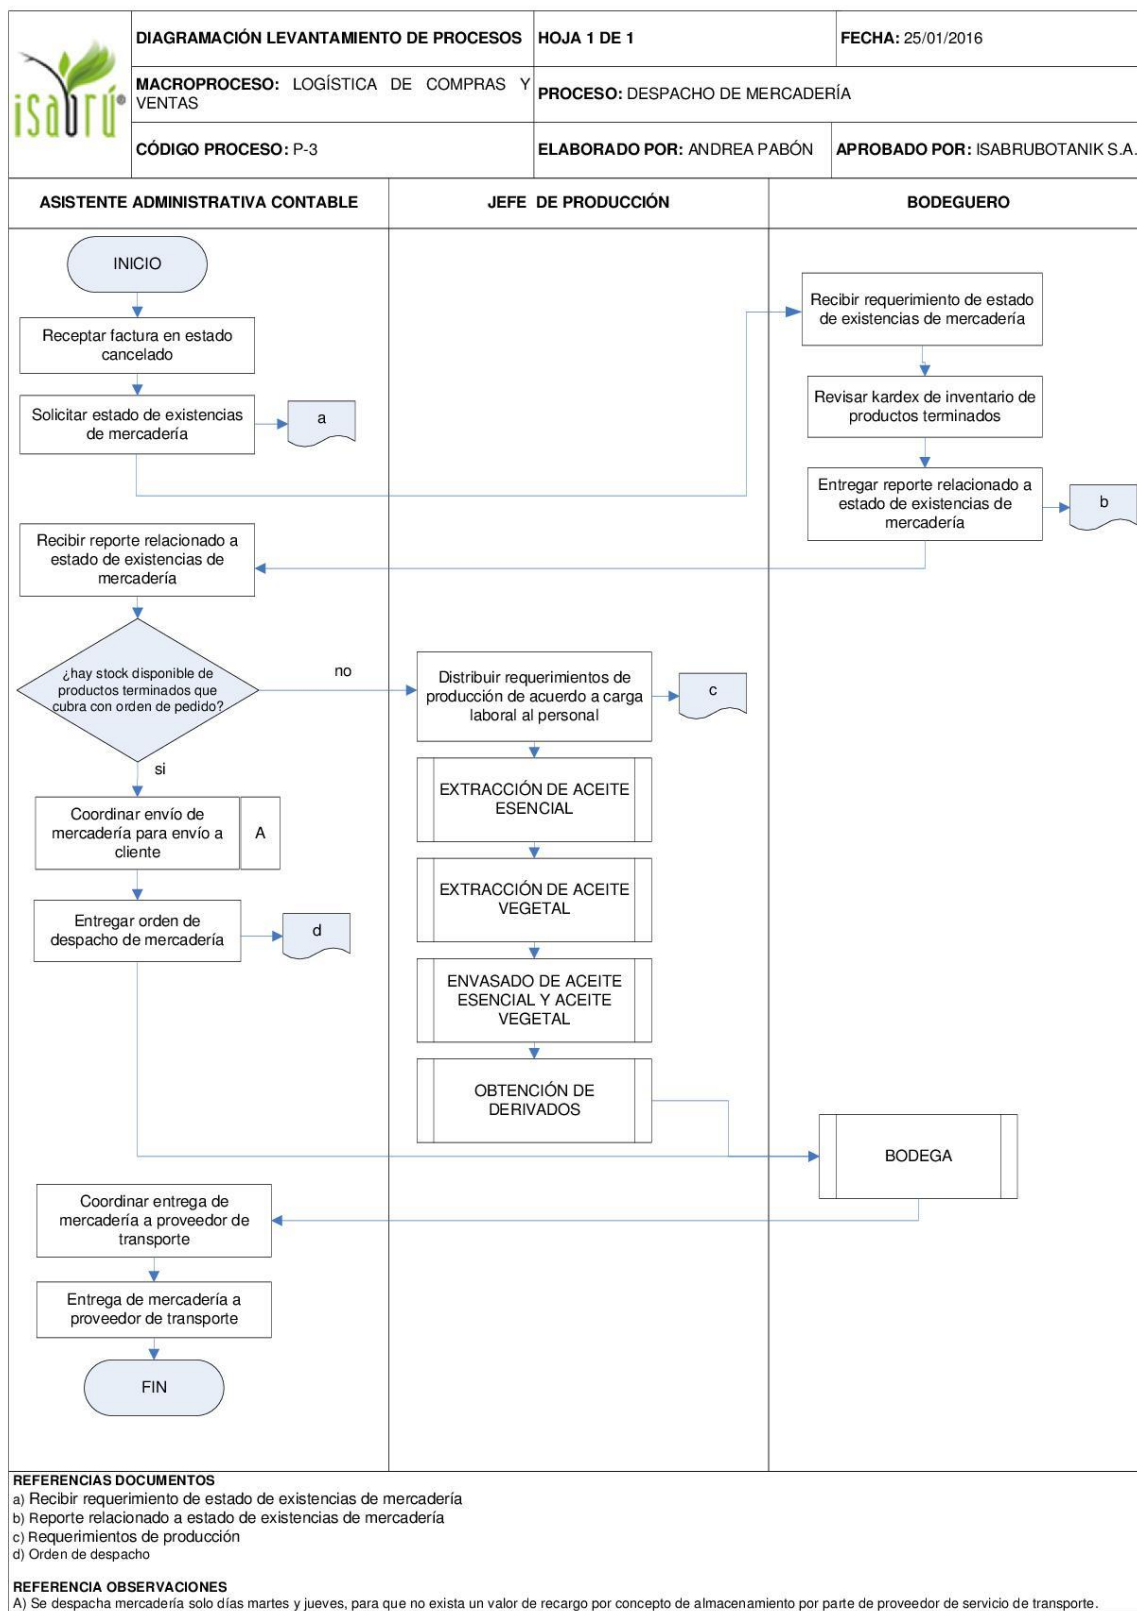 isabrú®
DIAGRAMACIÓN LEVANTAMIENTO DE PROCESOS
HOJA 1 DE 1
FECHA: 25/01/2016
MACROPROCESO: LOGÍSTICA DE COMPRAS Y
VENTAS
PROCESO: DESPACHO DE MERCADERÍA
CÓDIGO PROCESO: P-3
ELABORADO POR: ANDREA PABÓN
APROBADO POR: ISABRUBOTANIK S.A.
ASISTENTE ADMINISTRATIVA CONTABLE
JEFE DE PRODUCCIÓN
BODEGUERO
INICIO
Receptar factura en estado
cancelado
Solicitar estado de existencias
de mercadería
a
Recibir requerimiento de estado
de existencias de mercadería
Revisar kardex de inventario de
productos terminados
Entregar reporte relacionado a
estado de existencias de
mercadería
b
Recibir reporte relacionado a
estado de existencias de
mercadería
¿hay stock disponible de
productos terminados que
cubra con orden de pedido?
no
si
Distribuir requerimientos de
producción de acuerdo a carga
laboral al personal
c
EXTRACCIÓN DE ACEITE
ESENCIAL
EXTRACCIÓN DE ACEITE
VEGETAL
ENVASADO DE ACEITE
ESENCIAL Y ACEITE
VEGETAL
OBTENCIÓN DE
DERIVADOS
Coordinar envío de
mercadería para envío a
cliente
A
Entregar orden de
despacho de mercadería
d
BODEGA
Coordinar entrega de
mercadería a proveedor de
transporte
Entrega de mercadería a
proveedor de transporte
FIN
REFERENCIAS DOCUMENTOS
a) Recibir requerimiento de estado de existencias de mercadería
b) Reporte relacionado a estado de existencias de mercadería
c) Requerimientos de producción
d) Orden de despacho
REFERENCIA OBSERVACIONES
A) Se despacha mercadería solo días martes y jueves, para que no exista un valor de recargo por concepto de almacenamiento por parte de proveedor de servicio de transporte.